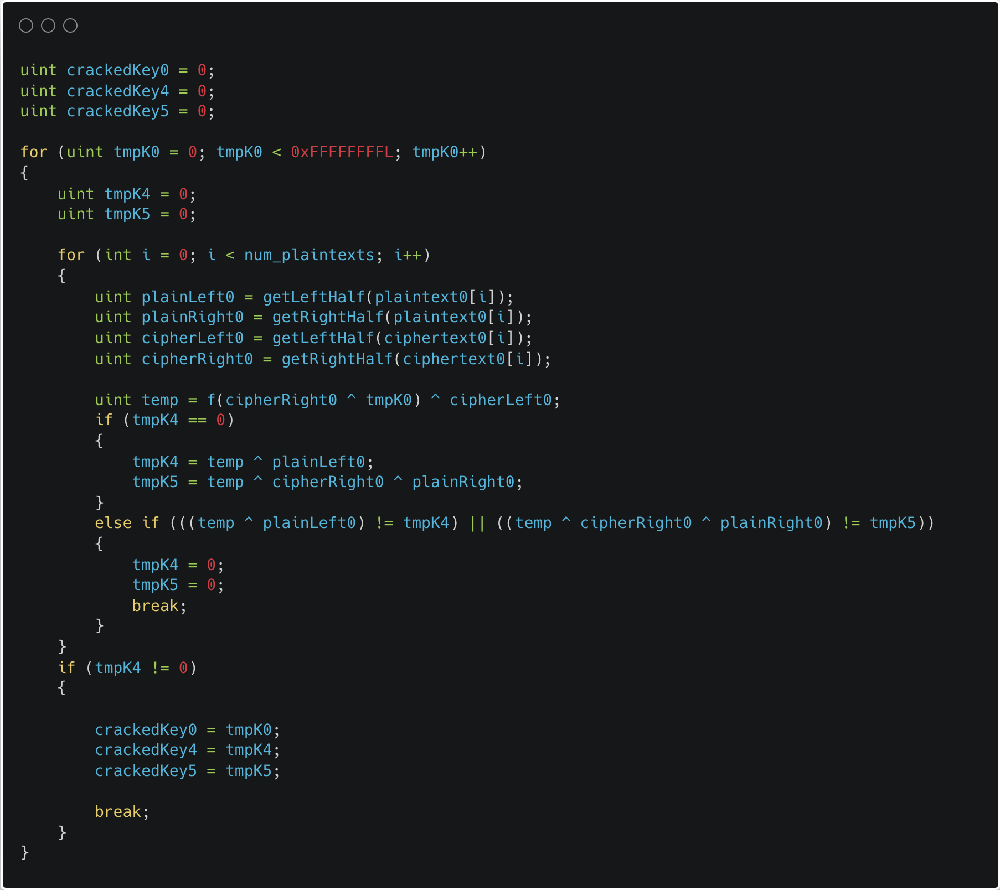 uint crackedKey0 = 0;
uint crackedKey4 = 0;
uint crackedKey5 = 0;

for (uint tmpK0 = 0; tmpK0 < 0xFFFFFFFFL; tmpK0++)
{
    uint tmpK4 = 0;
    uint tmpK5 = 0;

    for (int i = 0; i < num_plaintexts; i++)
    {
        uint plainLeft0 = getLeftHalf(plaintext0[i]);
        uint plainRight0 = getRightHalf(plaintext0[i]);
        uint cipherLeft0 = getLeftHalf(ciphertext0[i]);
        uint cipherRight0 = getRightHalf(ciphertext0[i]);

        uint temp = f(cipherRight0 ^ tmpK0) ^ cipherLeft0;
        if (tmpK4 == 0)
        {
            tmpK4 = temp ^ plainLeft0;
            tmpK5 = temp ^ cipherRight0 ^ plainRight0;
        }
        else if (((temp ^ plainLeft0) != tmpK4) || ((temp ^ cipherRight0 ^ plainRight0) != tmpK5))
        {
            tmpK4 = 0;
            tmpK5 = 0;
            break;
        }
    }
    if (tmpK4 != 0)
    {

        crackedKey0 = tmpK0;
        crackedKey4 = tmpK4;
        crackedKey5 = tmpK5;

        break;
    }
}